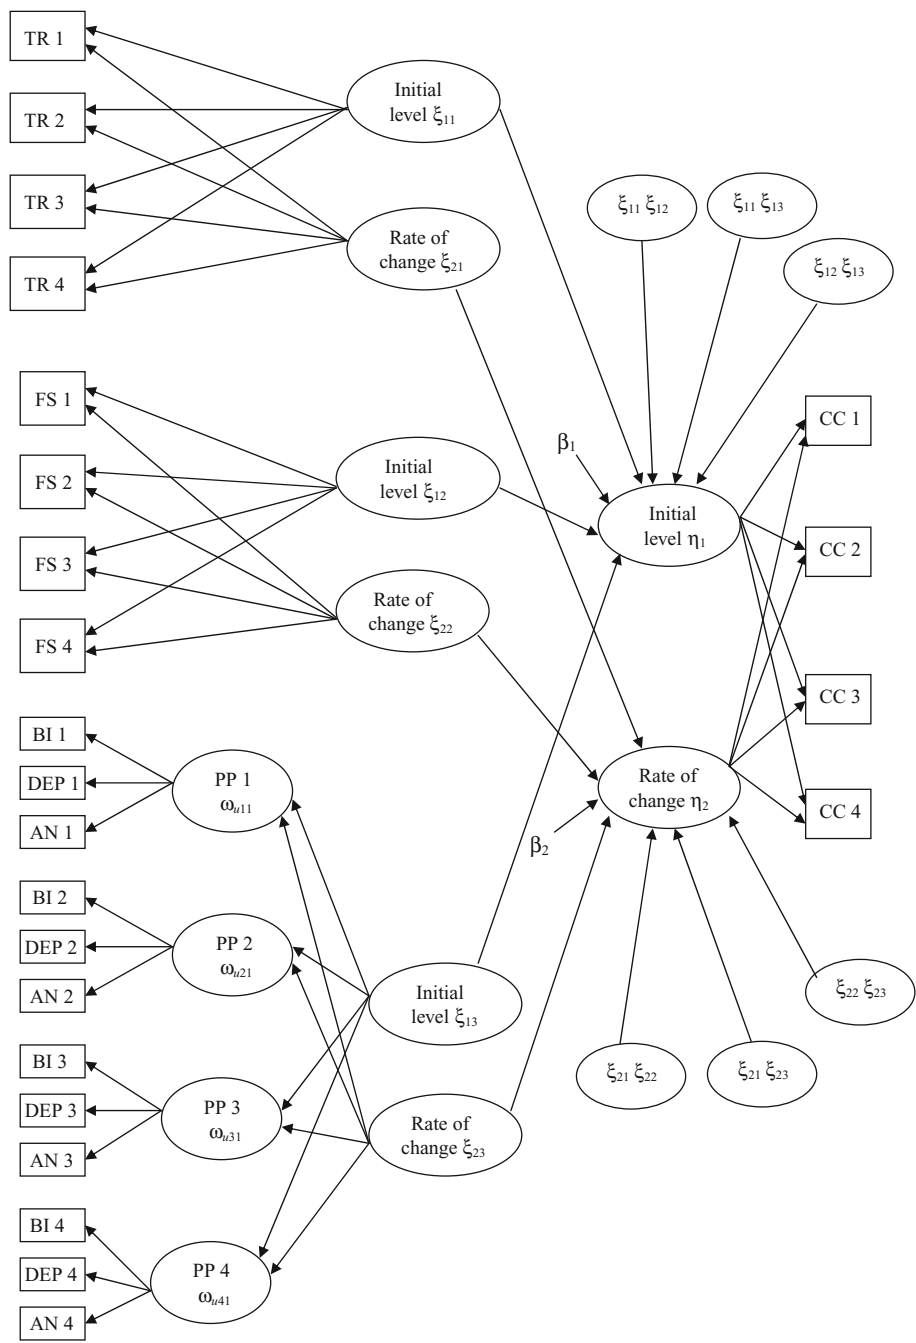 TR 1
TR 2
TR 3
TR 4
Initial
level ξ11
Rate of
change ξ21
ξ11 ξ12
ξ11 ξ13
ξ12 ξ13
FS 1
FS 2
FS 3
FS 4
Initial
level ξ12
Rate of
change ξ22
β1
Initial
level η1
CC 1
CC 2
CC 3
CC 4
Rate of
change η2
β2
BI 1
DEP 1
AN 1
PP 1
ωu11
BI 2
DEP 2
AN 2
PP 2
ωu21
BI 3
DEP 3
AN 3
PP 3
ωu31
BI 4
DEP 4
AN 4
PP 4
ωu41
Initial
level ξ13
Rate of
change ξ23
ξ21 ξ22
ξ21 ξ23
ξ22 ξ23